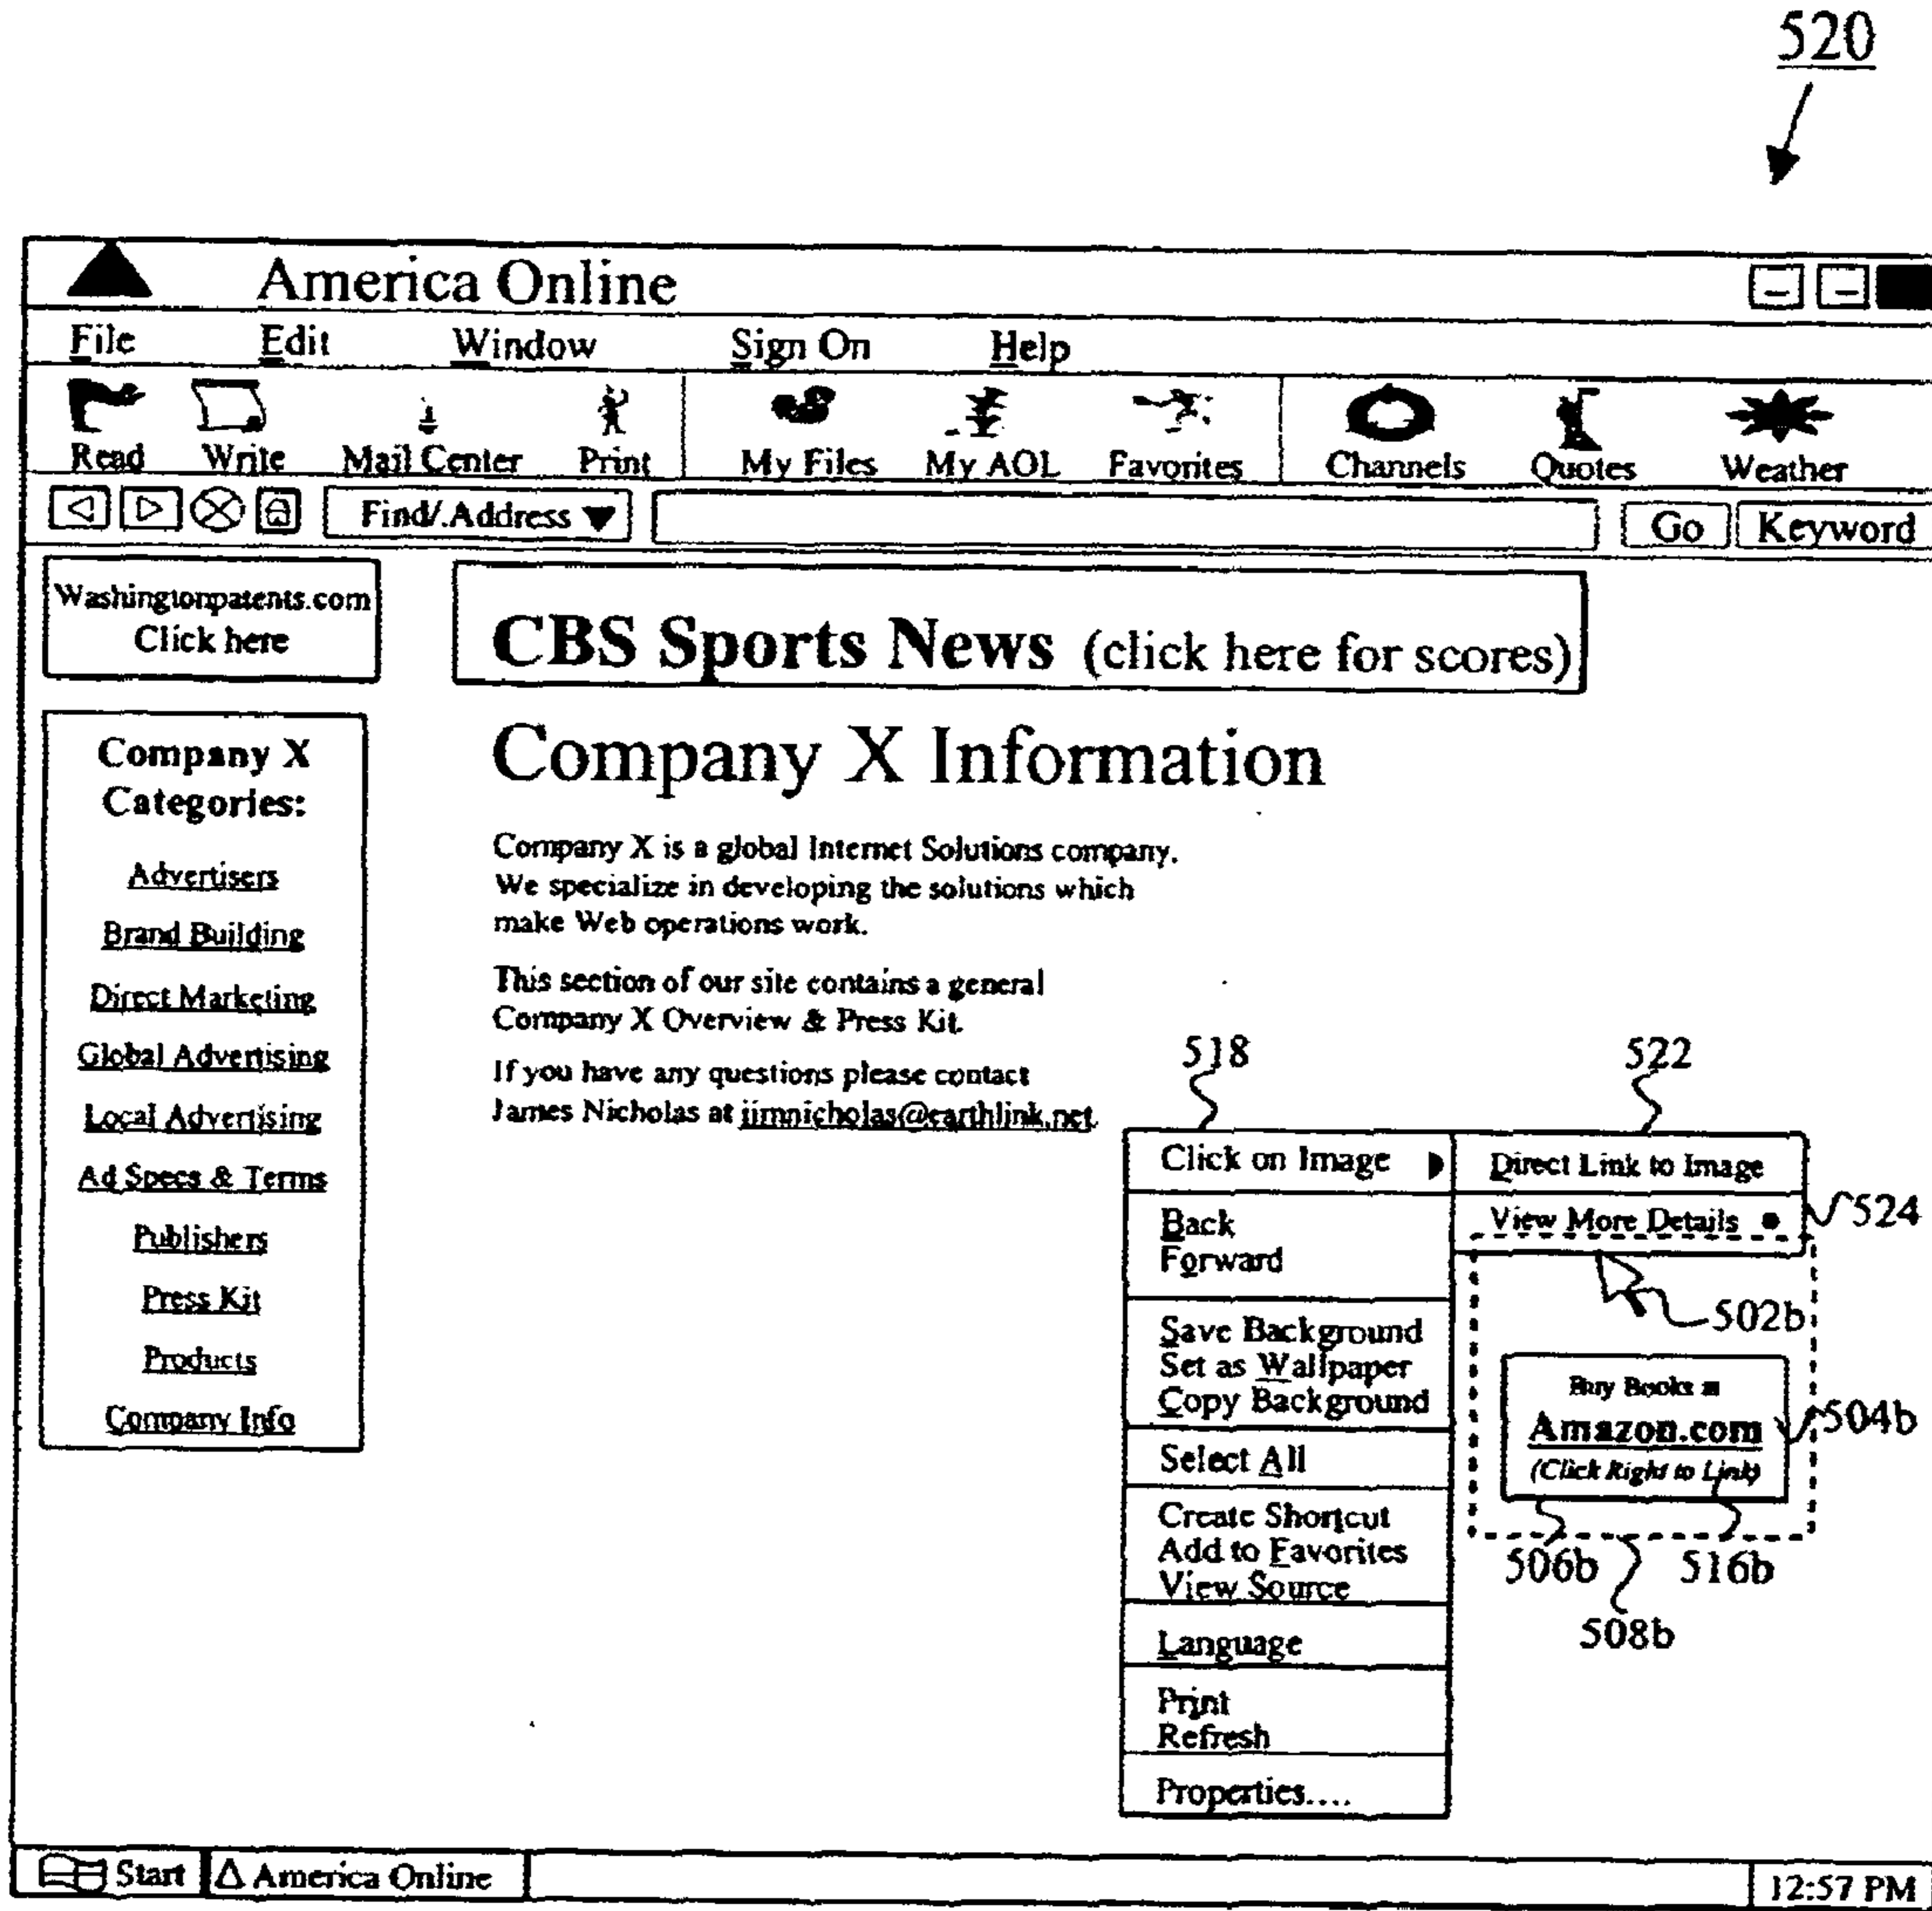 520
America Online
File Edit Window Sign On Help
Read Write Mail Center Print My Files My AOL Favorites Channels Quotes Weather
Find/.Address Go Keyword
Washingtonpatents.com
Click here
CBS Sports News (click here for scores)
Company X
Categories:
Advertisers
Brand Building
Direct Marketing
Global Advertising
Local Advertising
Ad Specs & Terms
Publishers
Press Kit
Products
Company Info
Company X Information
Company X is a global Internet Solutions company.
We specialize in developing the solutions which
make Web operations work.
This section of our site contains a general
Company X Overview & Press Kit.
If you have any questions please contact
James Nicholas at jimnicholas@earthlink.net.
518
522
Click on Image
Back
Forward
Save Background
Set as Wallpaper
Copy Background
Select All
Create Shortcut
Add to Favorites
View Source
Language
Print
Refresh
Properties....
Direct Link to Image
View More Details
524
502b
Buy Books at
Amazon.com
(Click Right to Link)
504b
506b
516b
508b
Start America Online 12:57 PM